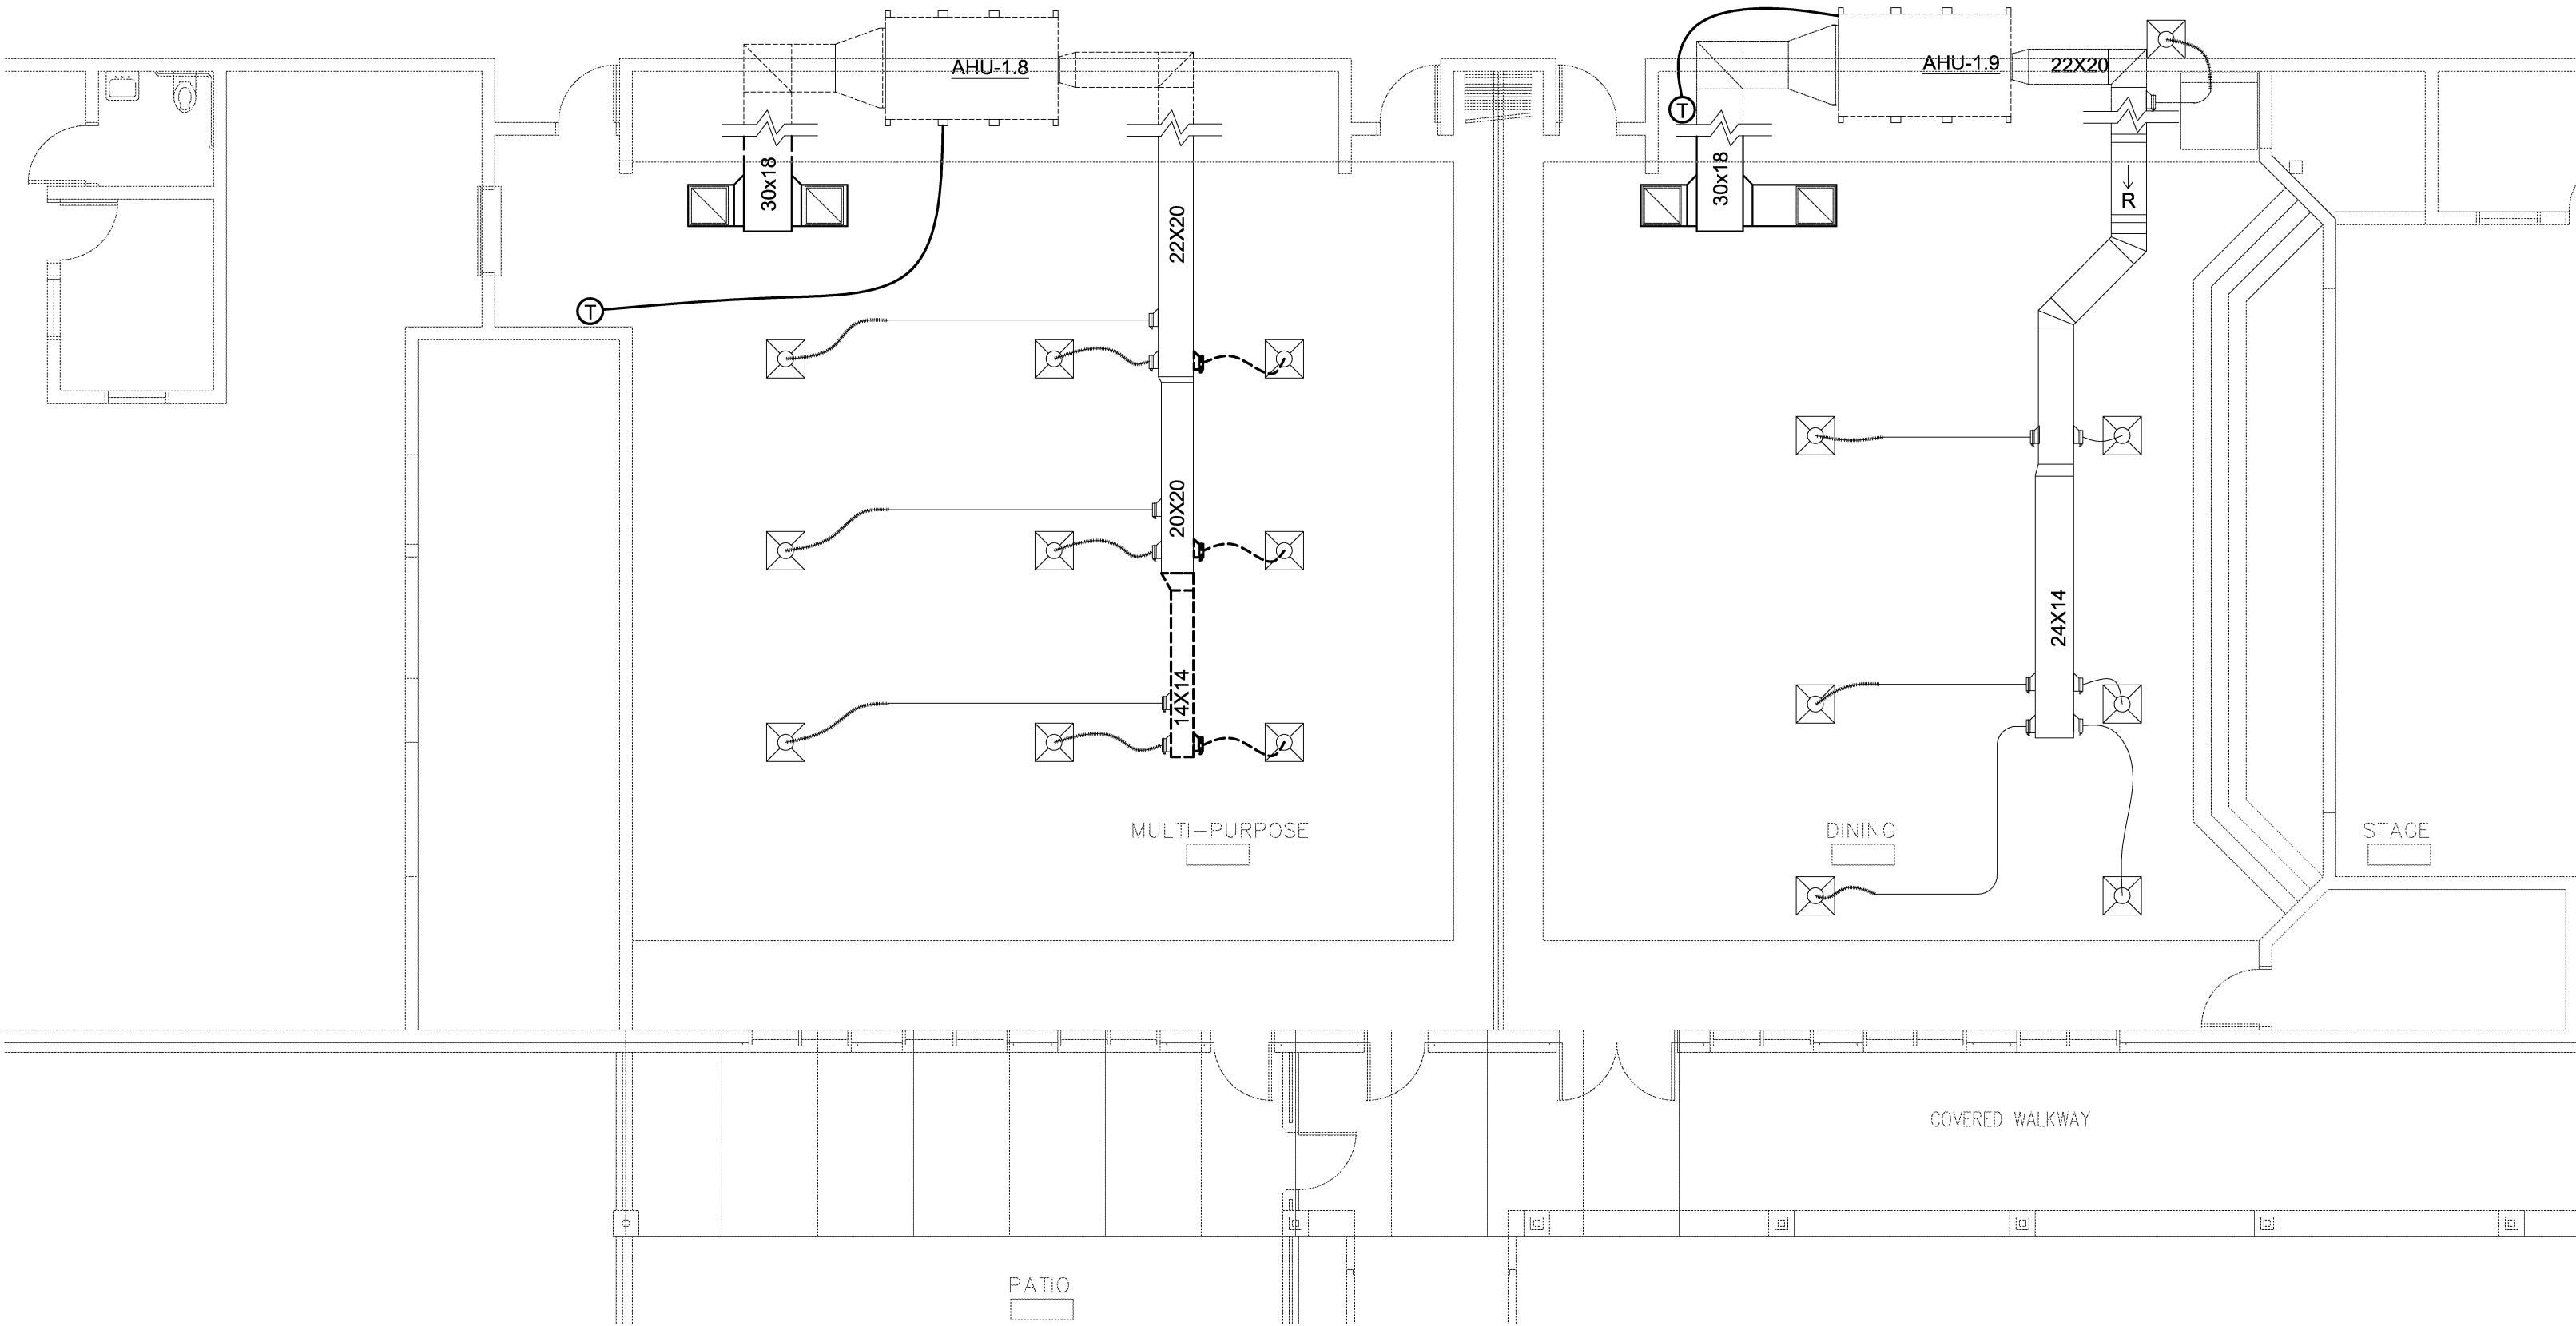 AHU-1.8
AHU-1.9
22X20
T
30x18
30x18
R
22X20
T
20X20
24X14
14X14
MULTI-PURPOSE
DINING
STAGE
COVERED WALKWAY
PATIO